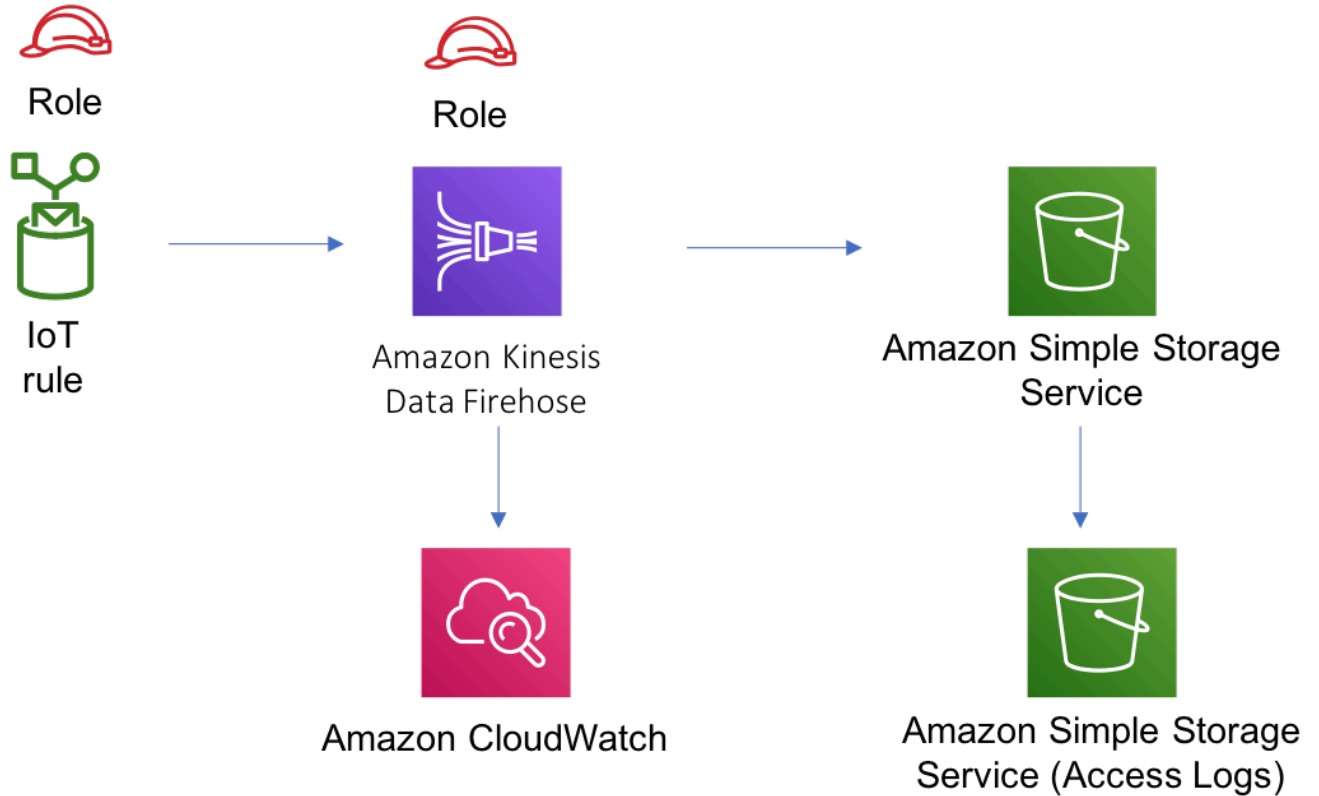 Role
Role
IoT
rule
Amazon Kinesis
Data Firehose
Amazon Simple Storage
Service
Amazon CloudWatch
Amazon Simple Storage
Service (Access Logs)